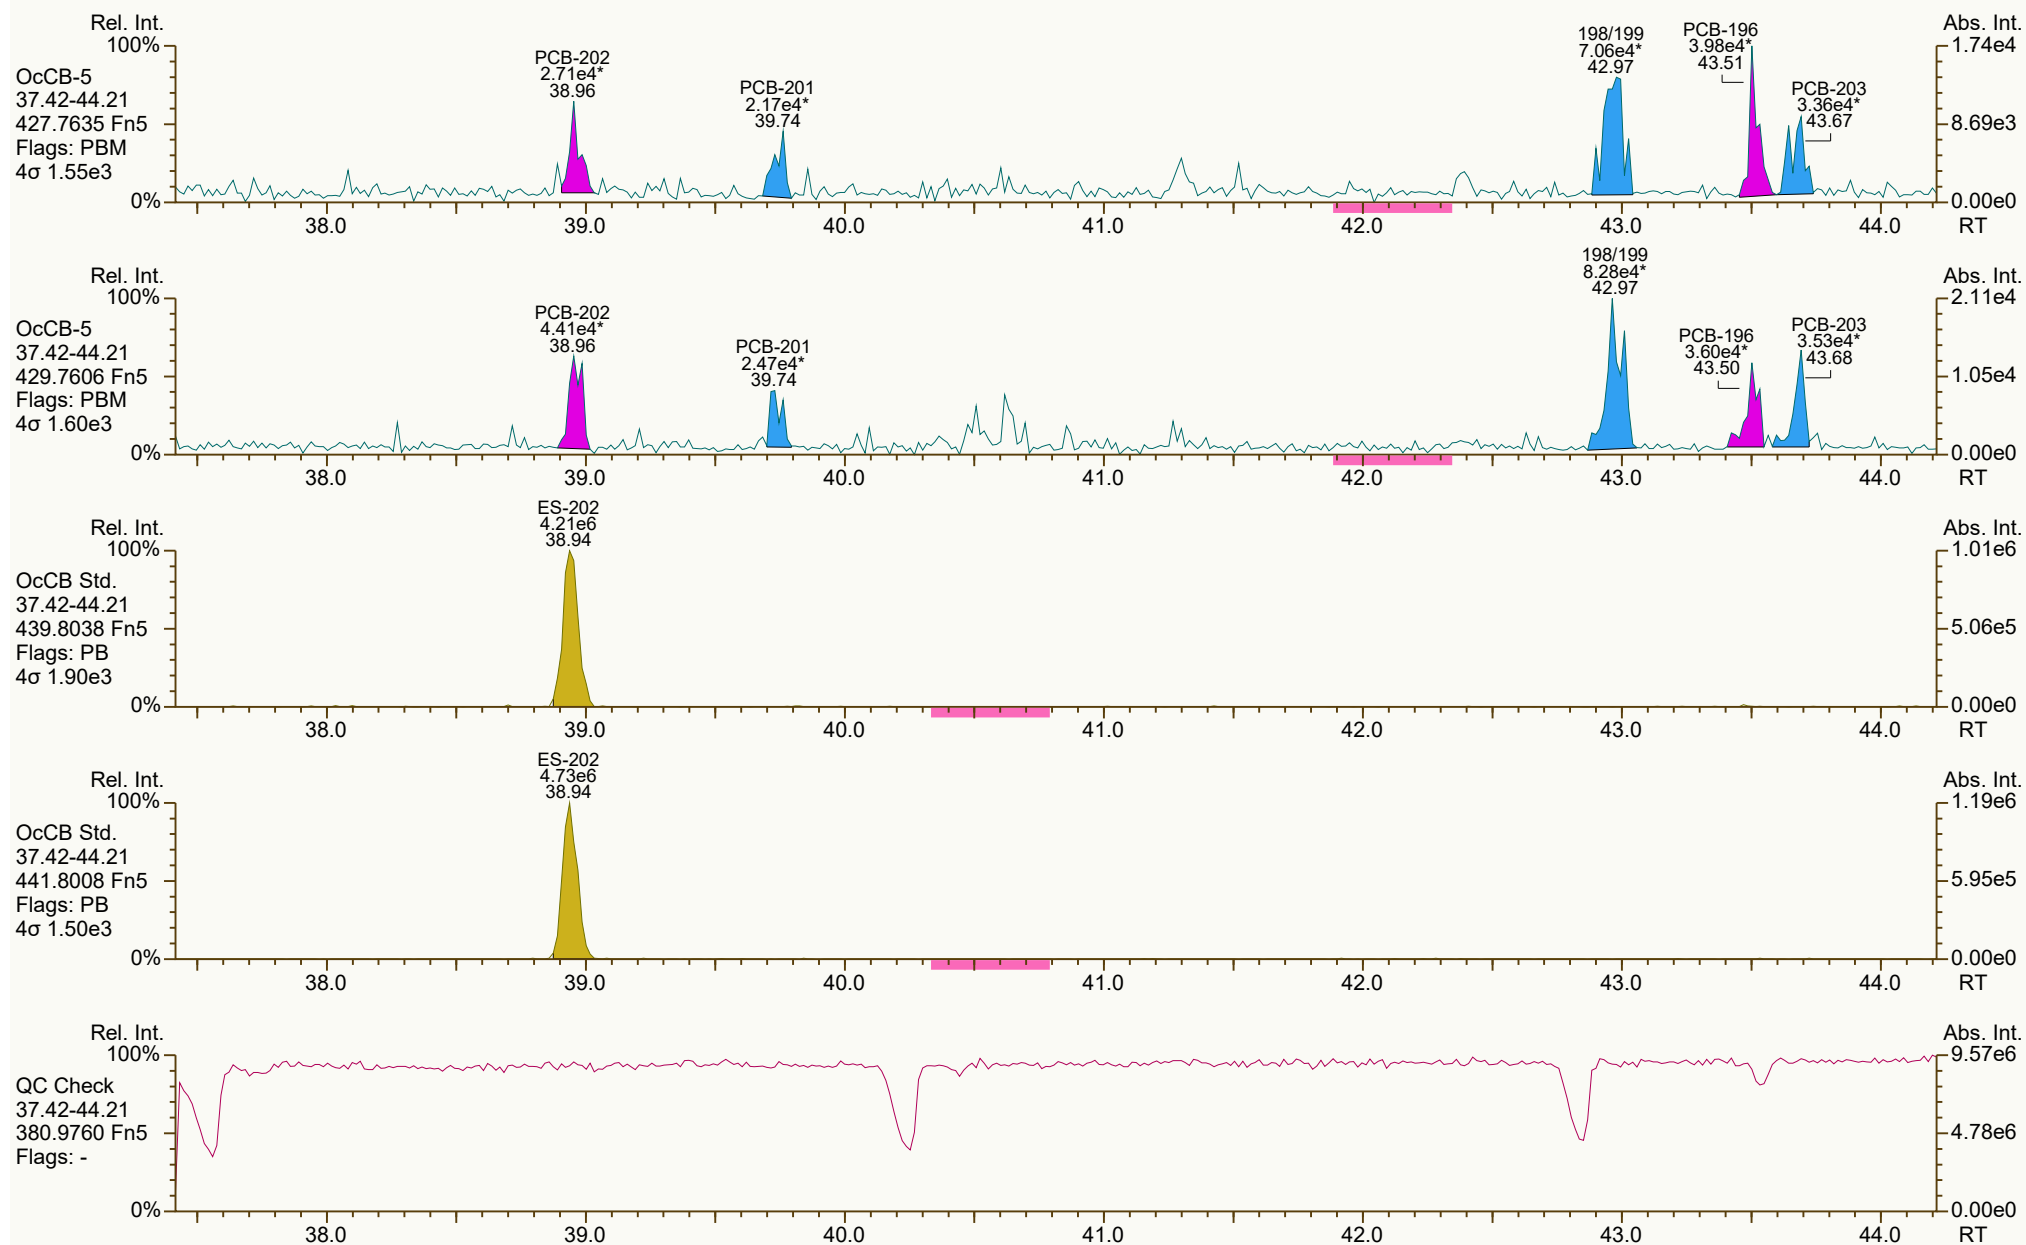 Rel. Int.
Abs. Int.
100%
0%
OcCB-5
37.42-44.21
427.7635 Fn5
Flags: PBM
4σ 1.55e3
PCB-202
2.71e4*
38.96
PCB-201
2.17e4*
39.74
198/199
7.06e4*
42.97
PCB-196
3.98e4*
43.51
PCB-203
3.36e4*
43.67
1.74e4
8.69e3
0.00e0
38.0 39.0 40.0 41.0 42.0 43.0 44.0 RT
Rel. Int.
Abs. Int.
100%
0%
OcCB-5
37.42-44.21
429.7606 Fn5
Flags: PBM
4σ 1.60e3
PCB-202
4.41e4*
38.96
PCB-201
2.47e4*
39.74
198/199
8.28e4*
42.97
PCB-196
3.60e4*
43.50
PCB-203
3.53e4*
43.68
2.11e4
1.05e4
0.00e0
38.0 39.0 40.0 41.0 42.0 43.0 44.0 RT
Rel. Int.
Abs. Int.
100%
0%
OcCB Std.
37.42-44.21
439.8038 Fn5
Flags: PB
4σ 1.90e3
ES-202
4.21e6
38.94
1.01e6
5.06e5
0.00e0
38.0 39.0 40.0 41.0 42.0 43.0 44.0 RT
Rel. Int.
Abs. Int.
100%
0%
OcCB Std.
37.42-44.21
441.8008 Fn5
Flags: PB
4σ 1.50e3
ES-202
4.73e6
38.94
1.19e6
5.95e5
0.00e0
38.0 39.0 40.0 41.0 42.0 43.0 44.0 RT
Rel. Int.
Abs. Int.
100%
0%
QC Check
37.42-44.21
380.9760 Fn5
Flags: -
9.57e6
4.78e6
0.00e0
38.0 39.0 40.0 41.0 42.0 43.0 44.0 RT